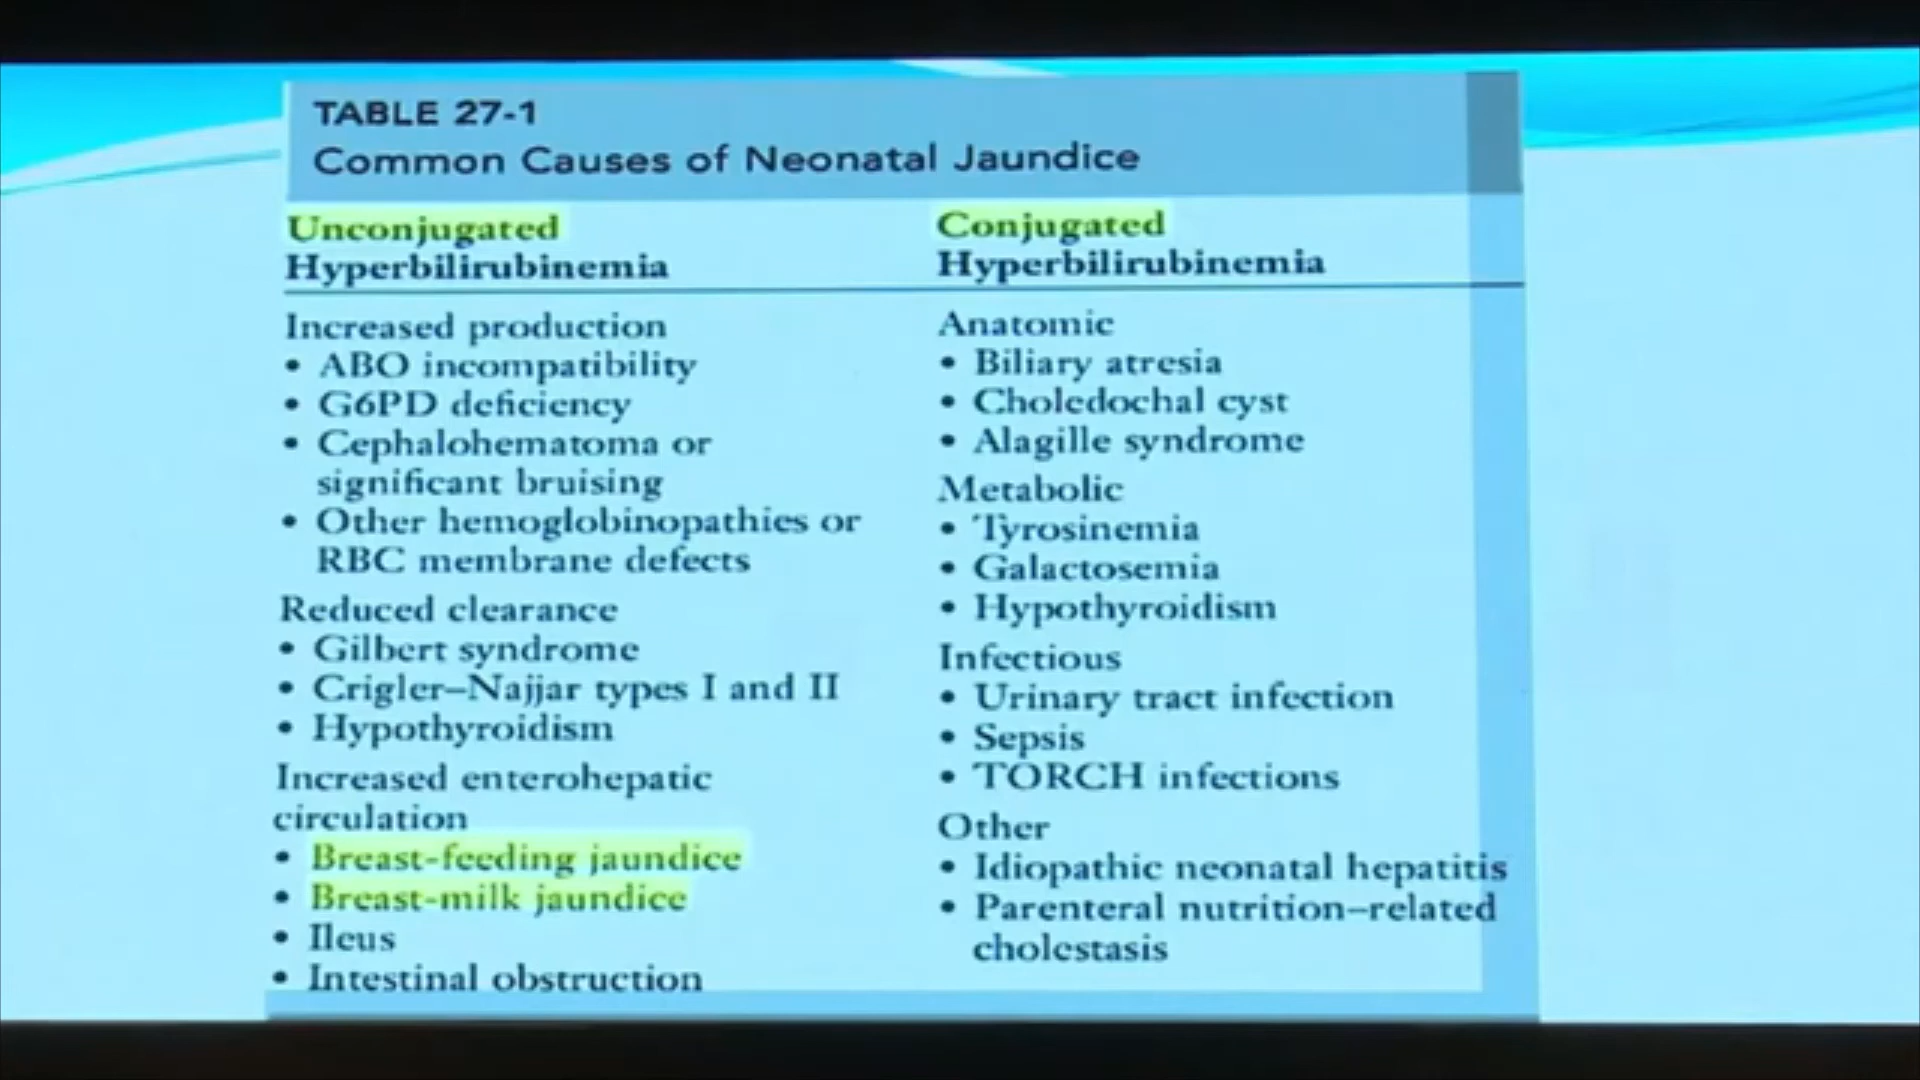 TABLE 27-1
Common Causes of Neonatal Jaundice
Unconjugated
Hyperbilirubinemia
Increased production
• ABO incompatibility
• G6PD deficiency
• Cephalohematoma or
significant bruising
• Other hemoglobinopathies or
RBC membrane defects
Reduced clearance
• Gilbert syndrome
• Crigler–Najjar types I and II
• Hypothyroidism
Increased enterohepatic
circulation
• Breast-feeding jaundice
• Breast-milk jaundice
• Ileus
• Intestinal obstruction
Conjugated
Hyperbilirubinemia
Anatomic
• Biliary atresia
• Choledochal cyst
• Alagille syndrome
Metabolic
• Tyrosinemia
• Galactosemia
• Hypothyroidism
Infectious
• Urinary tract infection
• Sepsis
• TORCH infections
Other
• Idiopathic neonatal hepatitis
• Parenteral nutrition–related
cholestasis